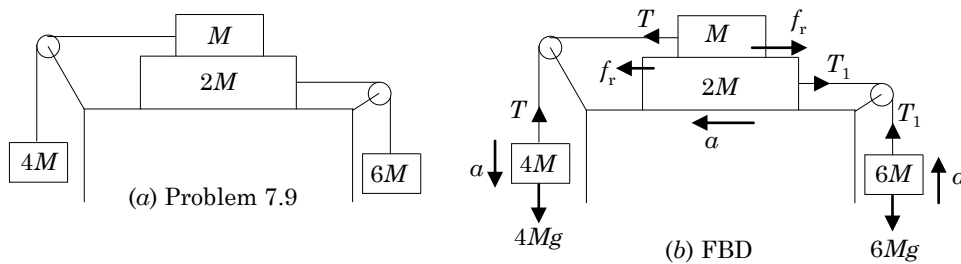 M
2M
4M
6M
(a) Problem 7.9
T
M
f_r
f_r
2M
T_1
T
a
T_1
a
4M
6M
a
4Mg
6Mg
(b) FBD